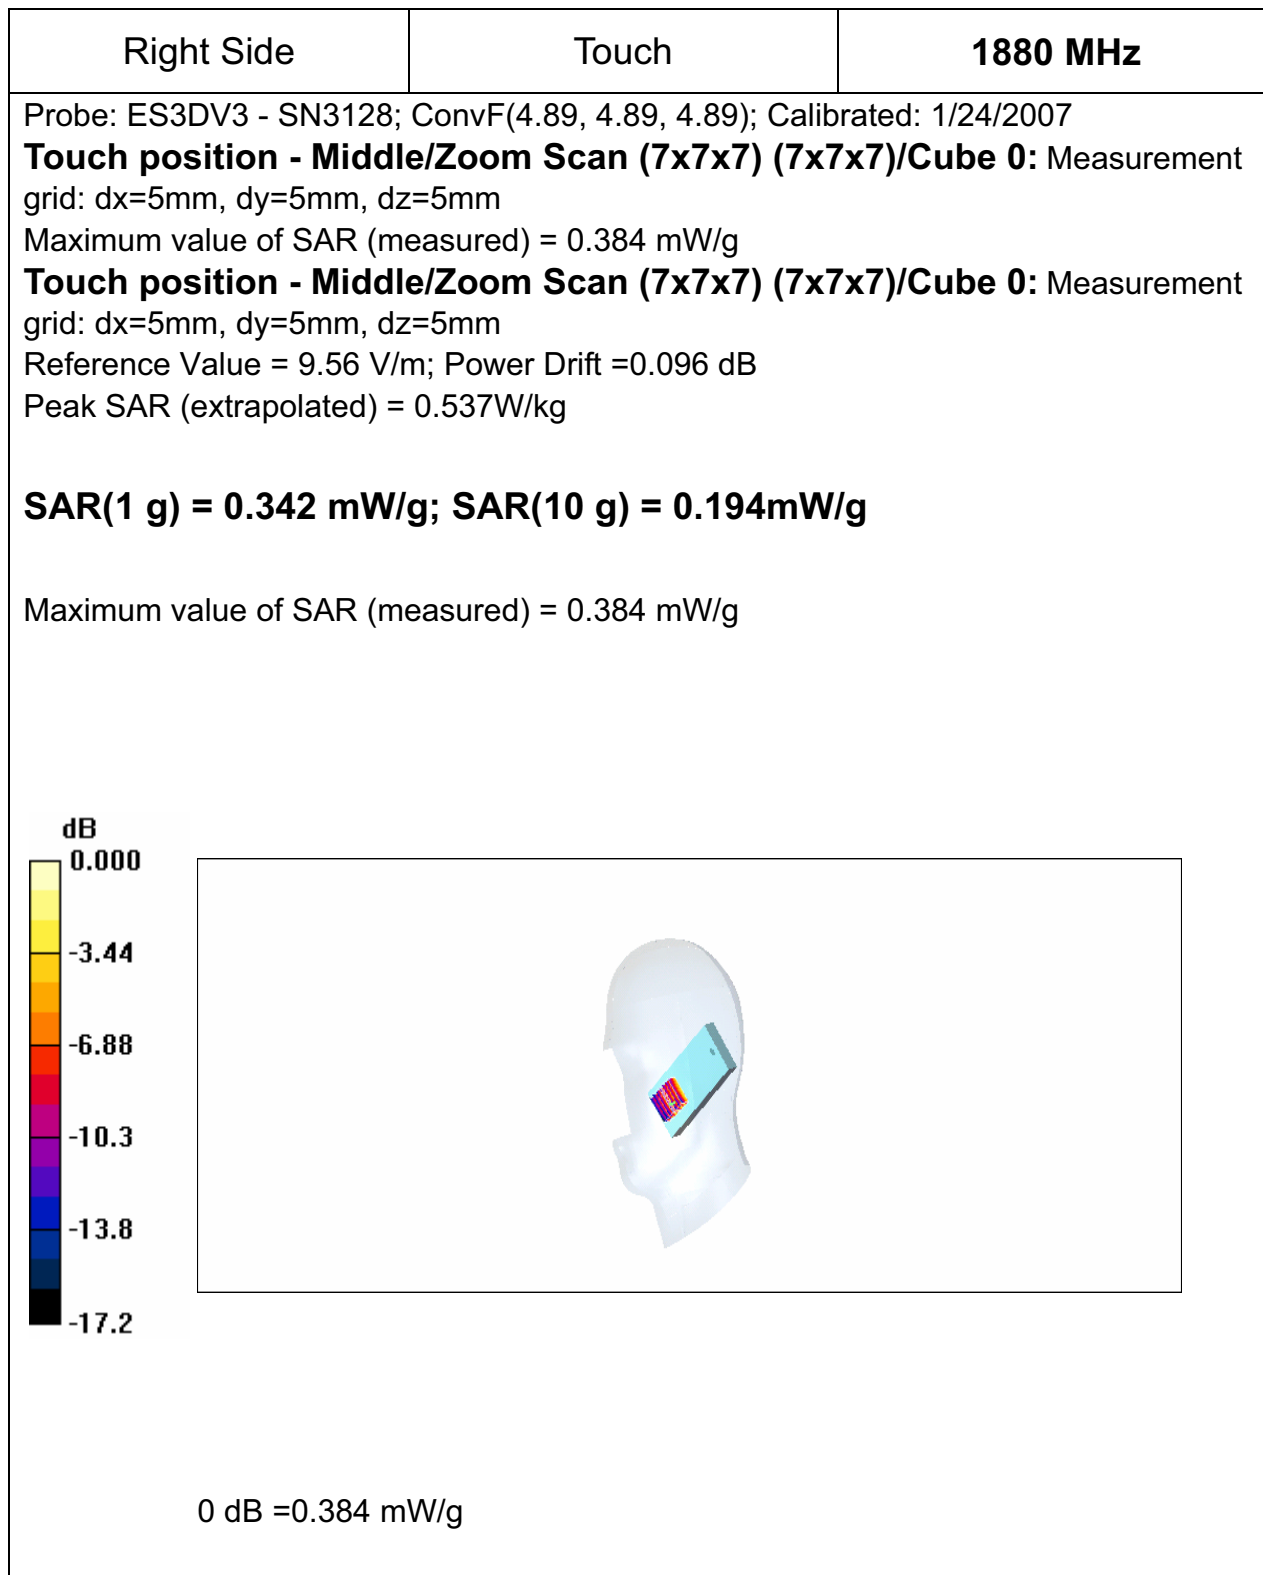 Right Side Touch 1880 MHz
Probe: ES3DV3 - SN3128; ConvF(4.89, 4.89, 4.89); Calibrated: 1/24/2007
Touch position - Middle/Zoom Scan (7x7x7) (7x7x7)/Cube 0: Measurement
grid: dx=5mm, dy=5mm, dz=5mm
Maximum value of SAR (measured) = 0.384 mW/g
Touch position - Middle/Zoom Scan (7x7x7) (7x7x7)/Cube 0: Measurement
grid: dx=5mm, dy=5mm, dz=5mm
Reference Value = 9.56 V/m; Power Drift =0.096 dB
Peak SAR (extrapolated) = 0.537W/kg
SAR(1 g) = 0.342 mW/g; SAR(10 g) = 0.194mW/g
Maximum value of SAR (measured) = 0.384 mW/g
dB
0.000
-3.44
-6.88
-10.3
-13.8
-17.2
0 dB =0.384 mW/g